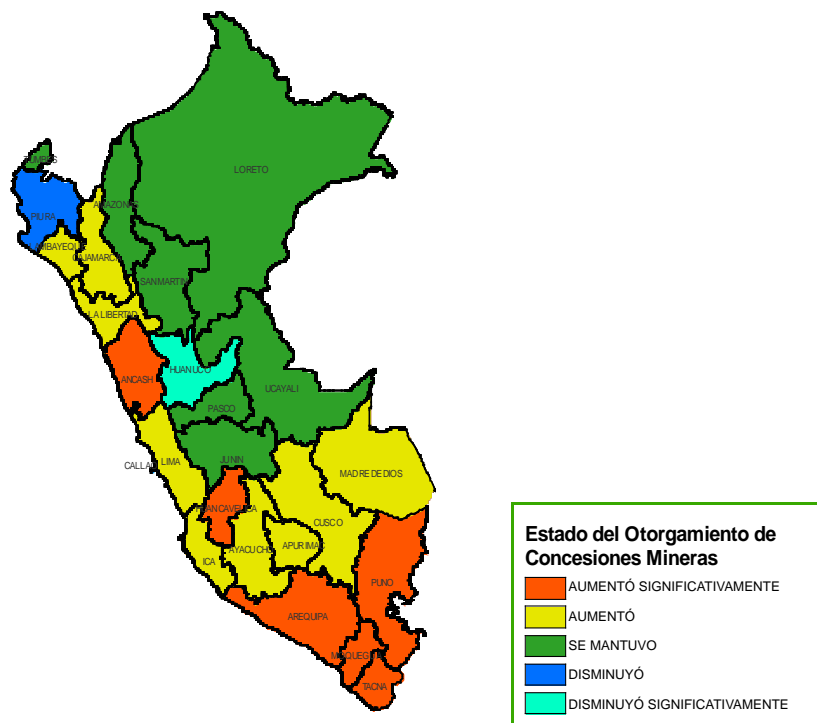 LORETO
TUMBES
AMAZONAS
PIURA
LAMBAYEQUE
CAJAMARCA
SAN MARTIN
LA LIBERTAD
HUANUCO
ANCASH
UCAYALI
PASCO
JUNIN
CALLAO
LIMA
MADRE DE DIOS
HUANCAVELICA
CUSCO
AYACUCHO
APURIMAC
ICA
PUNO
AREQUIPA
MOQUEGUA
TACNA
Estado del Otorgamiento de
Concesiones Mineras
AUMENTÓ SIGNIFICATIVAMENTE
AUMENTÓ
SE MANTUVO
DISMINUYÓ
DISMINUYÓ SIGNIFICATIVAMENTE